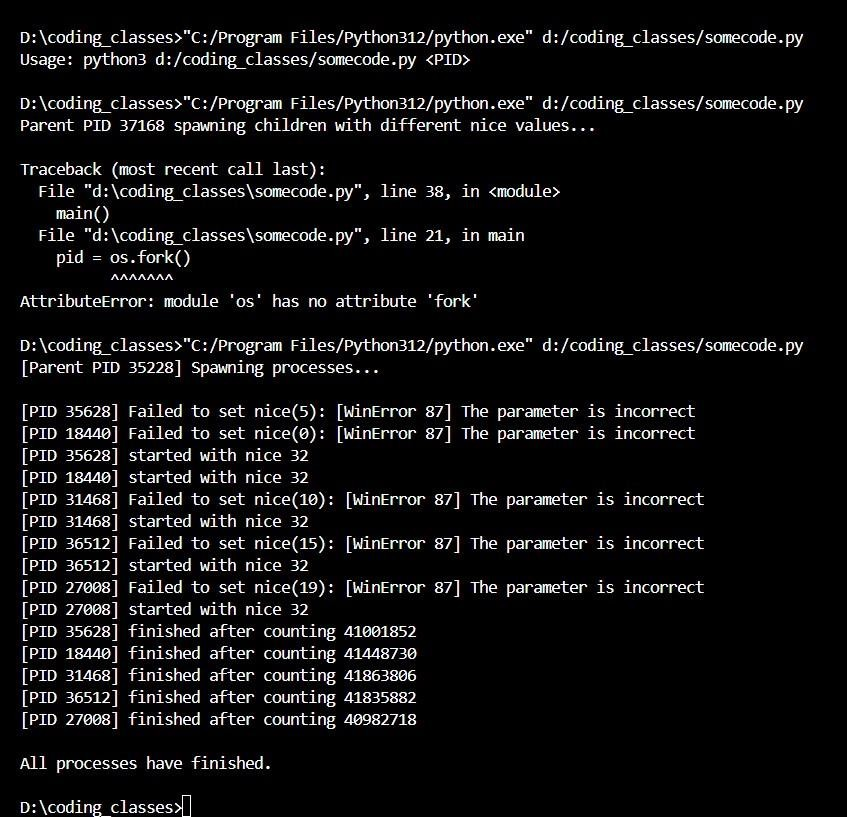 D:\coding_classes>"C:/Program Files/Python312/python.exe" d:/coding_classes/somecode.py
Usage: python3 d:/coding_classes/somecode.py <PID>
D:\coding_classes>"C:/Program Files/Python312/python.exe" d:/coding_classes/somecode.py
Parent PID 37168 spawning children with different nice values...
Traceback (most recent call last):
  File "d:\coding_classes\somecode.py", line 38, in <module>
    main()
  File "d:\coding_classes\somecode.py", line 21, in main
    pid = os.fork()
          ^^^^^^^
AttributeError: module 'os' has no attribute 'fork'
D:\coding_classes>"C:/Program Files/Python312/python.exe" d:/coding_classes/somecode.py
[Parent PID 35228] Spawning processes...
[PID 35628] Failed to set nice(5): [WinError 87] The parameter is incorrect
[PID 18440] Failed to set nice(0): [WinError 87] The parameter is incorrect
[PID 35628] started with nice 32
[PID 18440] started with nice 32
[PID 31468] Failed to set nice(10): [WinError 87] The parameter is incorrect
[PID 31468] started with nice 32
[PID 36512] Failed to set nice(15): [WinError 87] The parameter is incorrect
[PID 36512] started with nice 32
[PID 27008] Failed to set nice(19): [WinError 87] The parameter is incorrect
[PID 27008] started with nice 32
[PID 35628] finished after counting 41001852
[PID 18440] finished after counting 41448730
[PID 31468] finished after counting 41863806
[PID 36512] finished after counting 41835882
[PID 27008] finished after counting 40982718
All processes have finished.
D:\coding_classes>